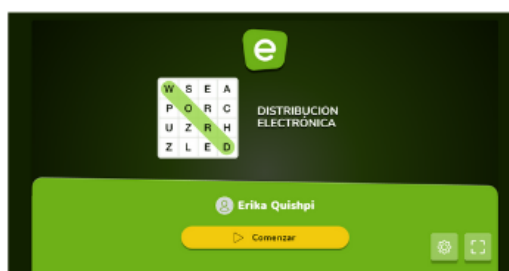 e
W S E A
P O R C
U Z R H
Z L E D
DISTRIBUCION
ELECTRÓNICA
Erika Quishpi
Comenzar